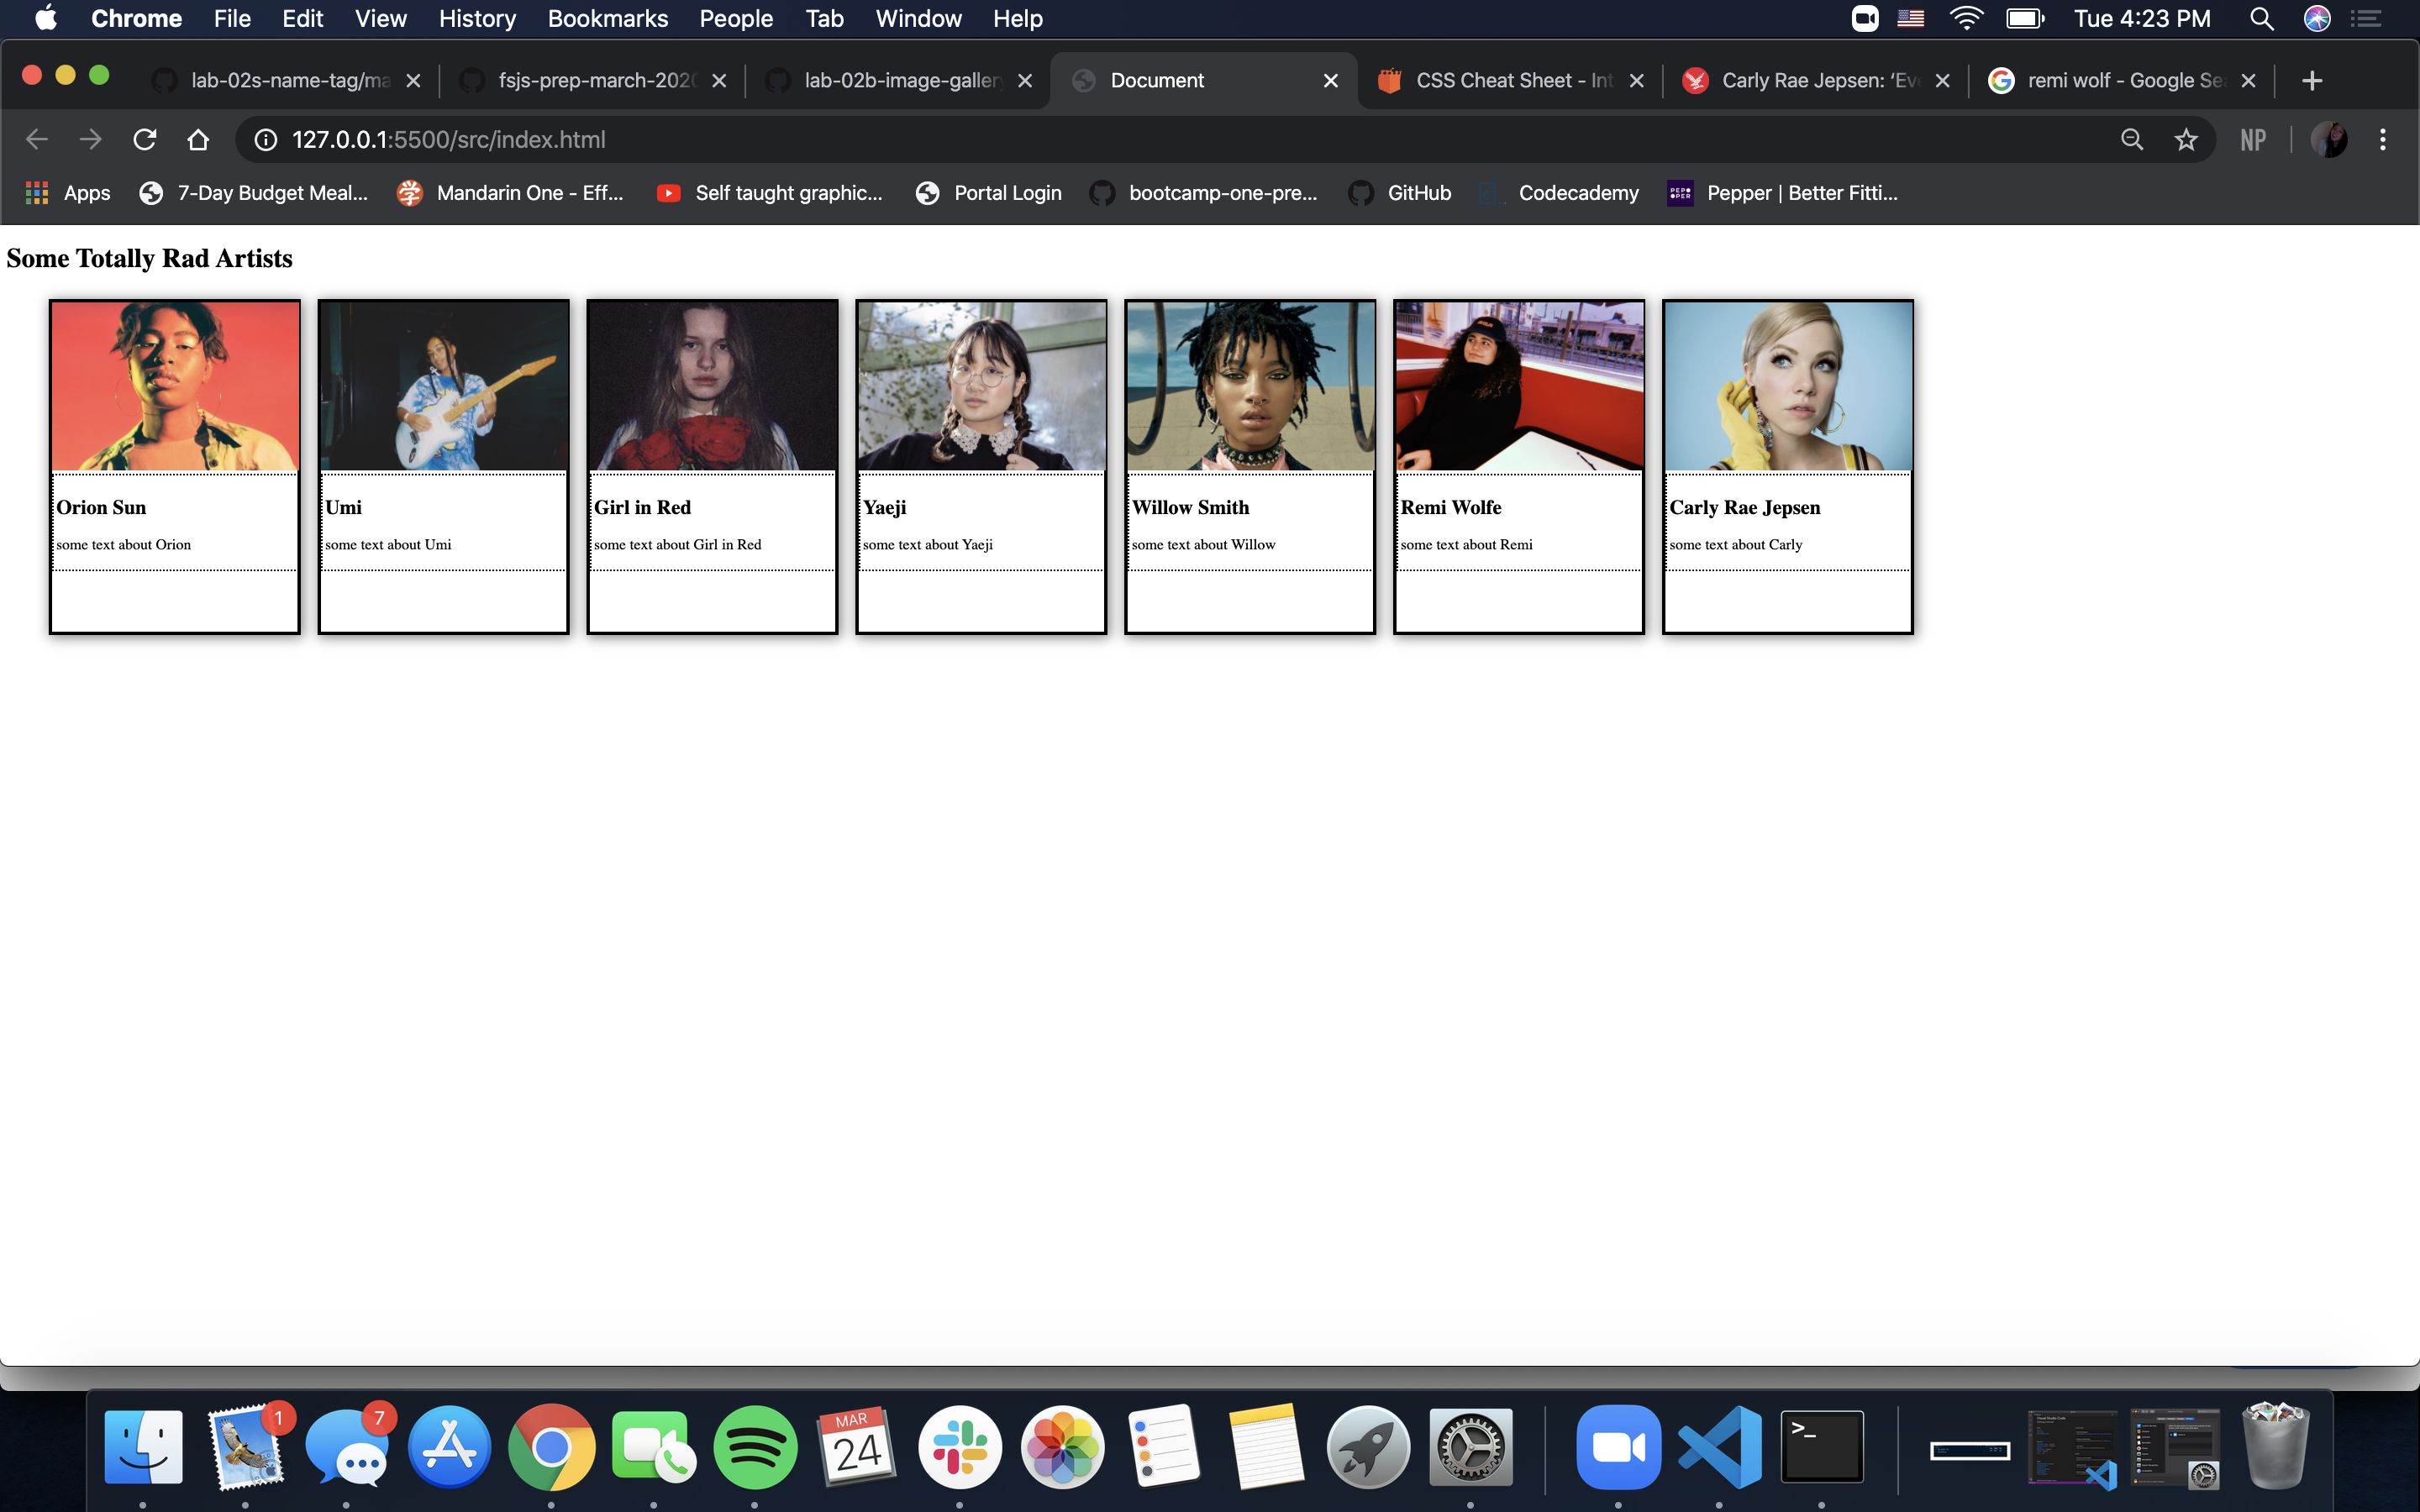 Chrome File Edit View History Bookmarks People Tab Window Help Tue 4:23 PM
lab-02s-name-tag/ma fsjs-prep-march-202 lab-02b-image-gallery Document CSS Cheat Sheet - Int Carly Rae Jepsen: ‘Ev remi wolf - Google Se
127.0.0.1:5500/src/index.html NP
Apps 7-Day Budget Meal... Mandarin One - Eff... Self taught graphic... Portal Login bootcamp-one-pre... GitHub Codecademy Pepper | Better Fitti...
Some Totally Rad Artists
Orion Sun Umi Girl in Red Yaeji Willow Smith Remi Wolfe Carly Rae Jepsen
some text about Orion some text about Umi some text about Girl in Red some text about Yaeji some text about Willow some text about Remi some text about Carly
1 7 MAR
24
>_